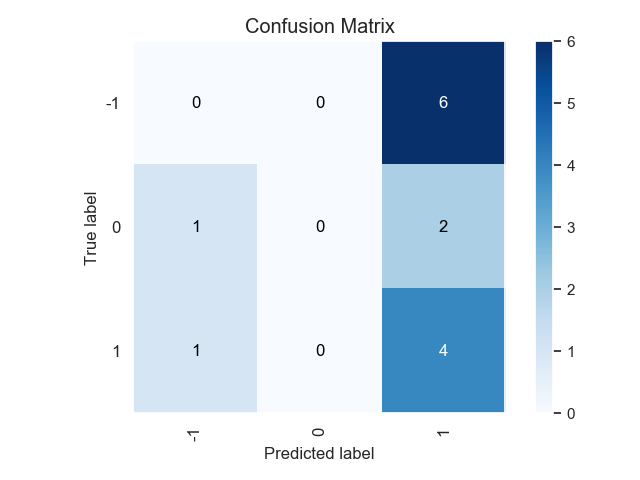 Confusion Matrix
-1 0 0 6
0 1 0 2
1 1 0 4
-1 0 1
Predicted label
True label
6
5
4
3
2
1
0